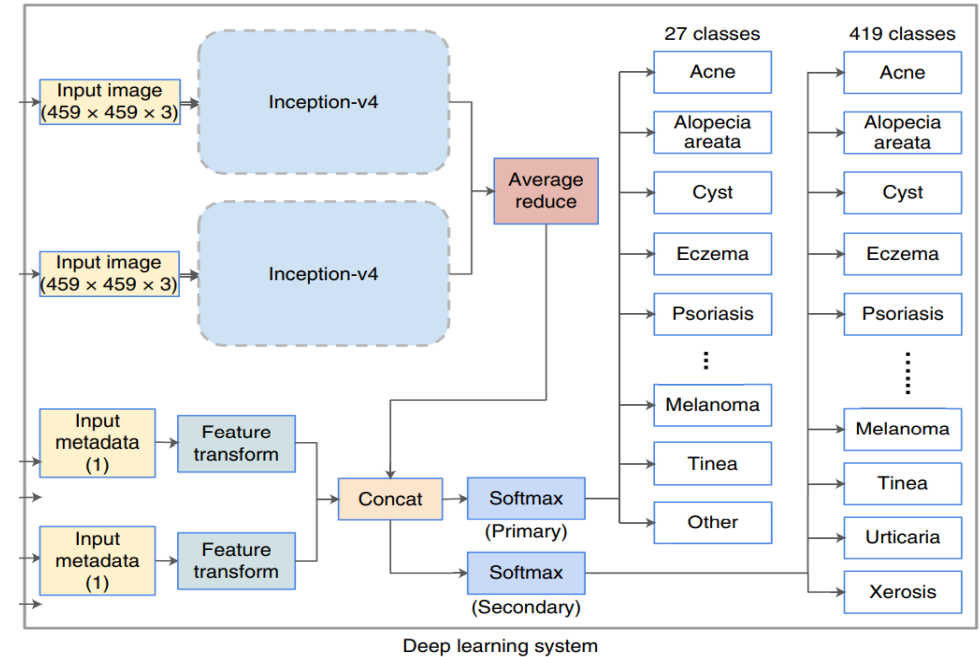 27 classes
419 classes
Input image
(459 × 459 × 3)
Inception-v4
Input image
(459 × 459 × 3)
Inception-v4
Average
reduce
Input
metadata
(1)
Feature
transform
Input
metadata
(1)
Feature
transform
Concat
Softmax
(Primary)
Softmax
(Secondary)
Acne
Alopecia
areata
Cyst
Eczema
Psoriasis
Melanoma
Tinea
Other
Acne
Alopecia
areata
Cyst
Eczema
Psoriasis
Melanoma
Tinea
Urticaria
Xerosis
Deep learning system